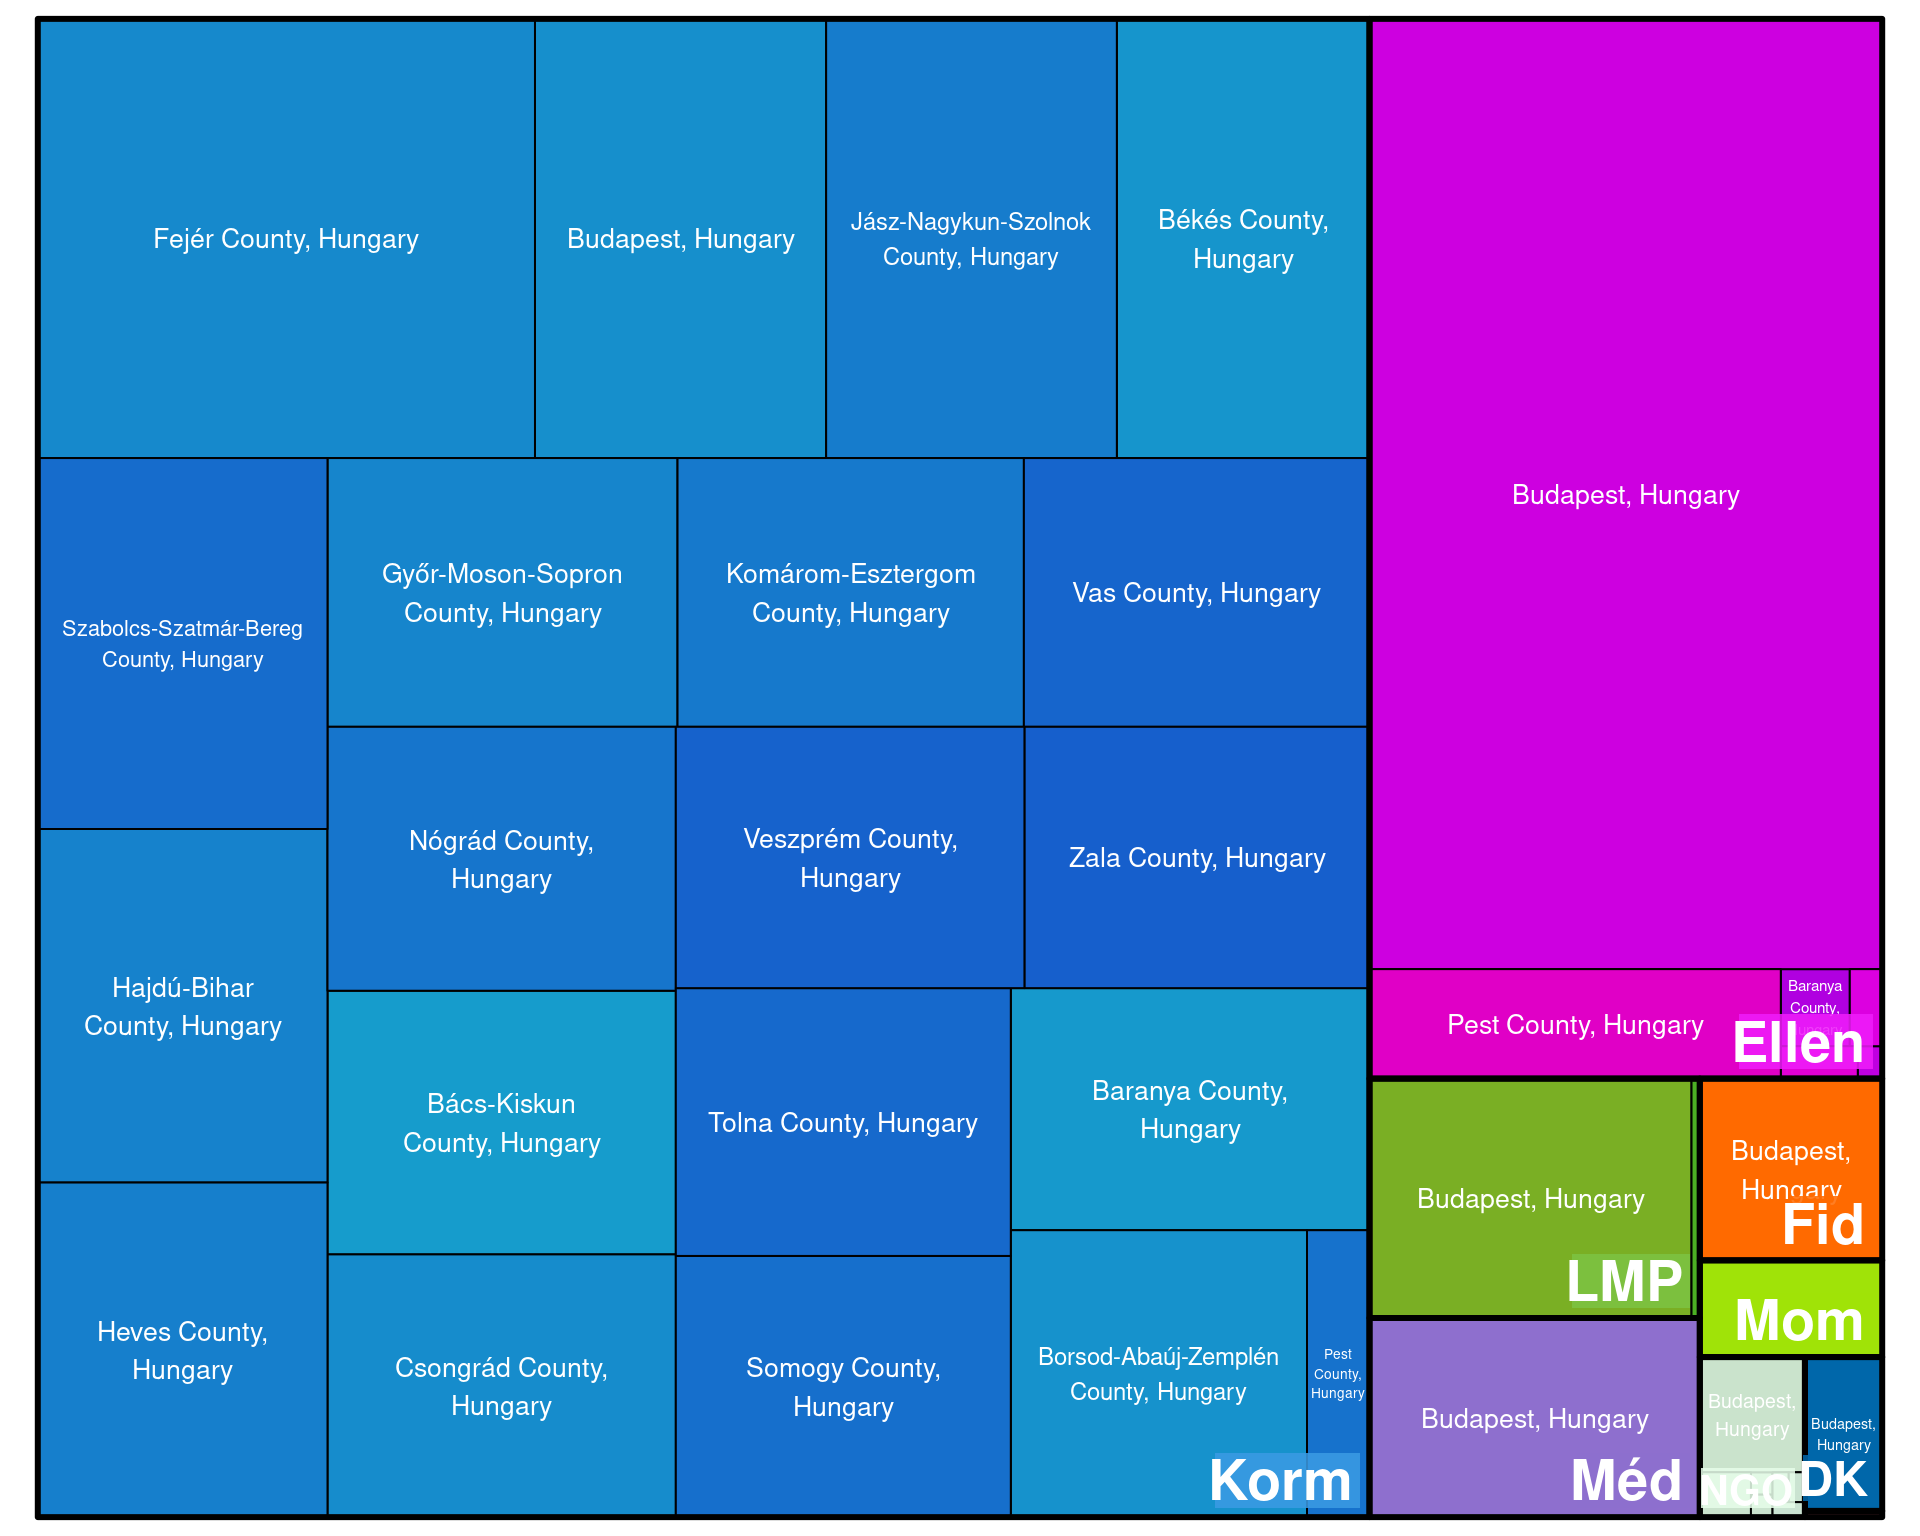 Fejér County, Hungary
Budapest, Hungary
Jász-Nagykun-Szolnok
County, Hungary
Békés County,
Hungary
Szabolcs-Szatmár-Bereg
County, Hungary
Győr-Moson-Sopron
County, Hungary
Komárom-Esztergom
County, Hungary
Vas County, Hungary
Nógrád County,
Hungary
Veszprém County,
Hungary
Zala County, Hungary
Hajdú-Bihar
County, Hungary
Bács-Kiskun
County, Hungary
Tolna County, Hungary
Baranya County,
Hungary
Heves County,
Hungary
Csongrád County,
Hungary
Somogy County,
Hungary
Borsod-Abaúj-Zemplén
County, Hungary
Pest
County,
Hungary
Korm
Budapest, Hungary
Pest County, Hungary
Baranya
County,
Ellen
Budapest, Hungary
LMP
Budapest, Hungary
Méd
Budapest,
Hungary
Fid
Mom
Budapest,
Hungary
NGO
Budapest,
Hungary
DK